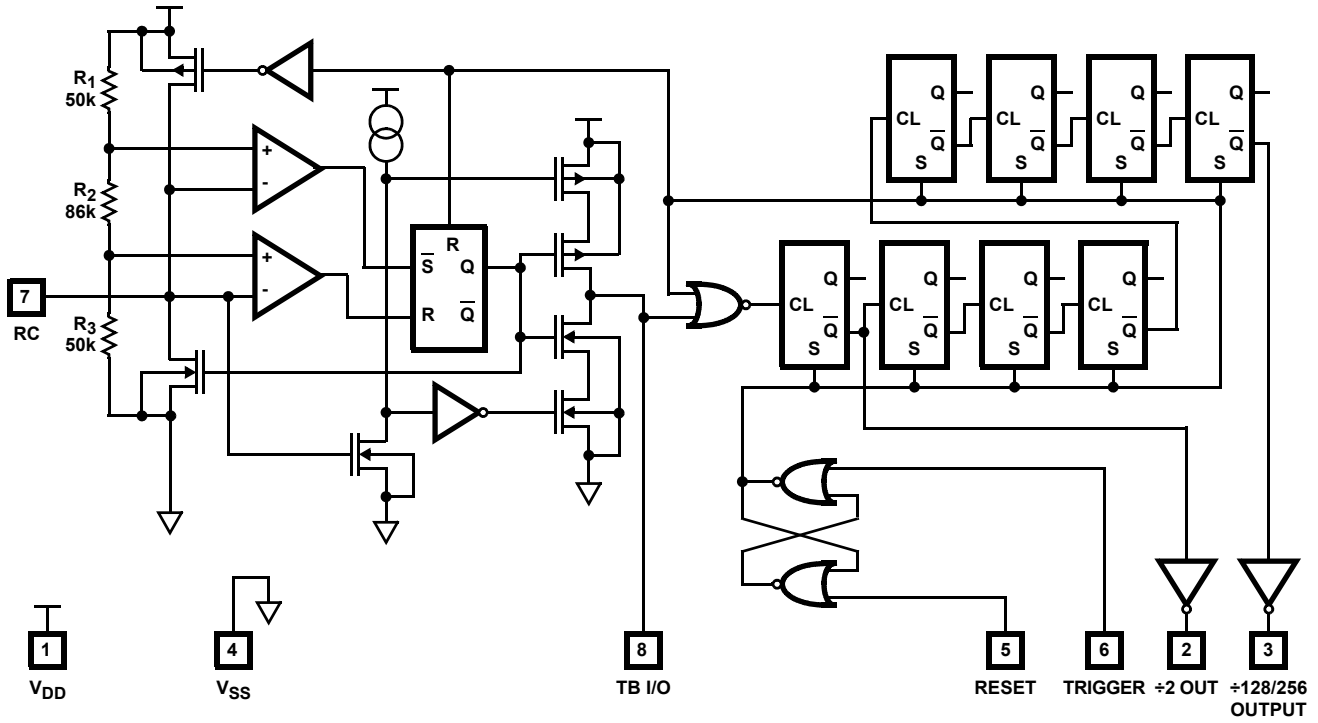 R1
50k
+
-
R2
86k
+
-
7
RC
R3
50k
R
S̅
Q
R
Q̅
Q
CL
Q̅
S
Q
CL
Q̅
S
Q
CL
Q̅
S
Q
CL
Q̅
S
Q
CL
Q̅
S
Q
CL
Q̅
S
Q
CL
Q̅
S
Q
CL
Q̅
S
1
VDD
4
VSS
8
TB I/O
5
RESET
6
TRIGGER
2
÷2 OUT
3
÷128/256
OUTPUT